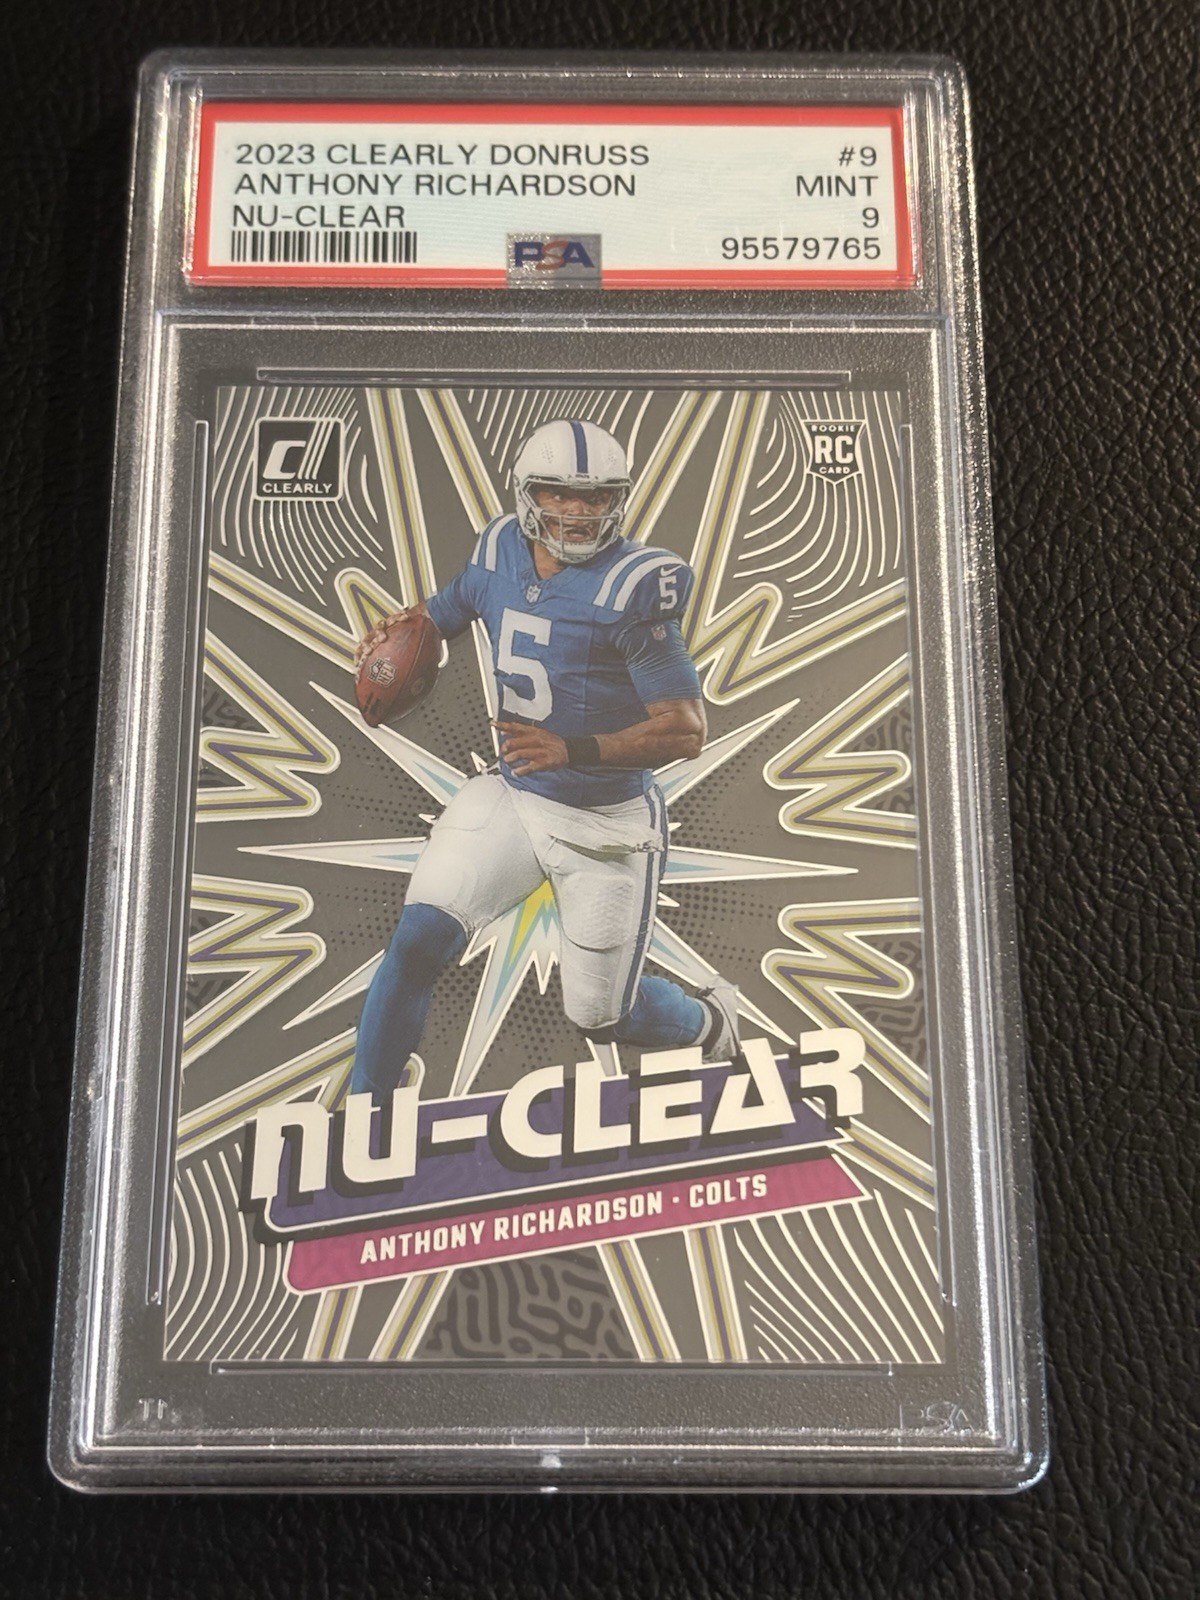 2023 CLEARLY DONRUSS #9
ANTHONY RICHARDSON MINT
NU-CLEAR 9
95579765
PSA
CLEARLY
ROOKIE
RC
CARD
5
5
NU-CLEAR
ANTHONY RICHARDSON · COLTS
PSA